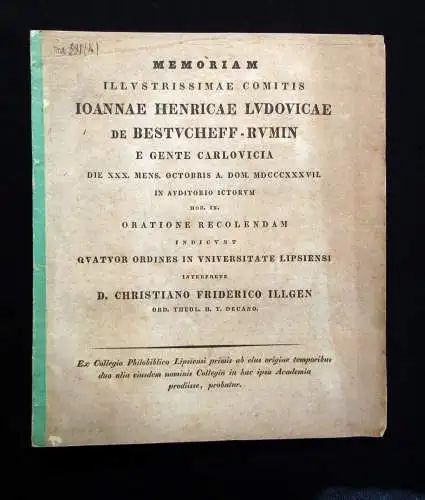 MEMORIAM
ILLVSTRISSIMAE COMITIS
IOANNAE HENRICAE LVDOVICAE
DE BESTVCHEFF-RVMIN
E GENTE CARLOVICIA
DIE XXX. MENS. OCTOBRIS A. DOM. MDCCCXXXVII.
IN AVDITORIO ICTORVM
HOR. IX.
ORATIONE RECOLENDAM
INDICVNT
QVATVOR ORDINES IN VNIVERSITATE LIPSIENSI
INTERPRETE
D. CHRISTIANO FRIDERICO ILLGEN
ORD. THEOL. H. T. DECANO.
Ex Collegio Philobiblico Lipsiensi primis ab eius origine temporibus
duo alia eiusdem nominis Collegia in hac ipsa Academia
prodiisse, probatur.